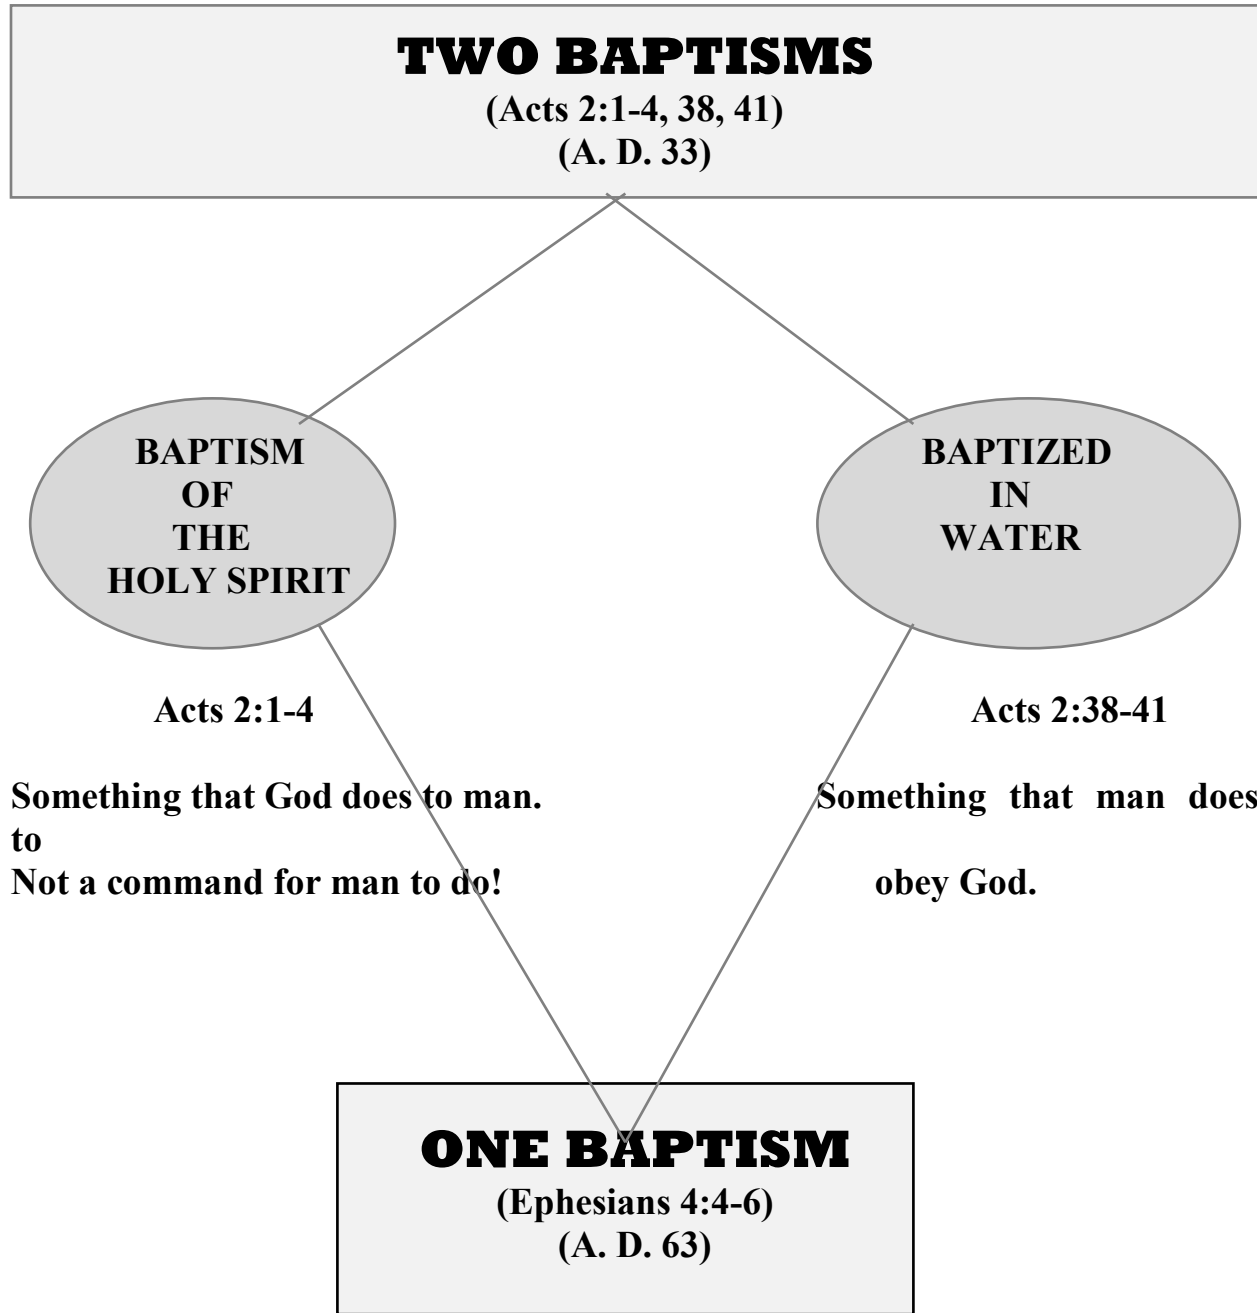 TWO BAPTISMS
(Acts 2:1-4, 38, 41)
(A. D. 33)
BAPTISM
OF
THE
HOLY SPIRIT
BAPTIZED
IN
WATER
Acts 2:1-4
Acts 2:38-41
Something that God does to man.
Something that man does
to
Not a command for man to do!
obey God.
ONE BAPTISM
(Ephesians 4:4-6)
(A. D. 63)